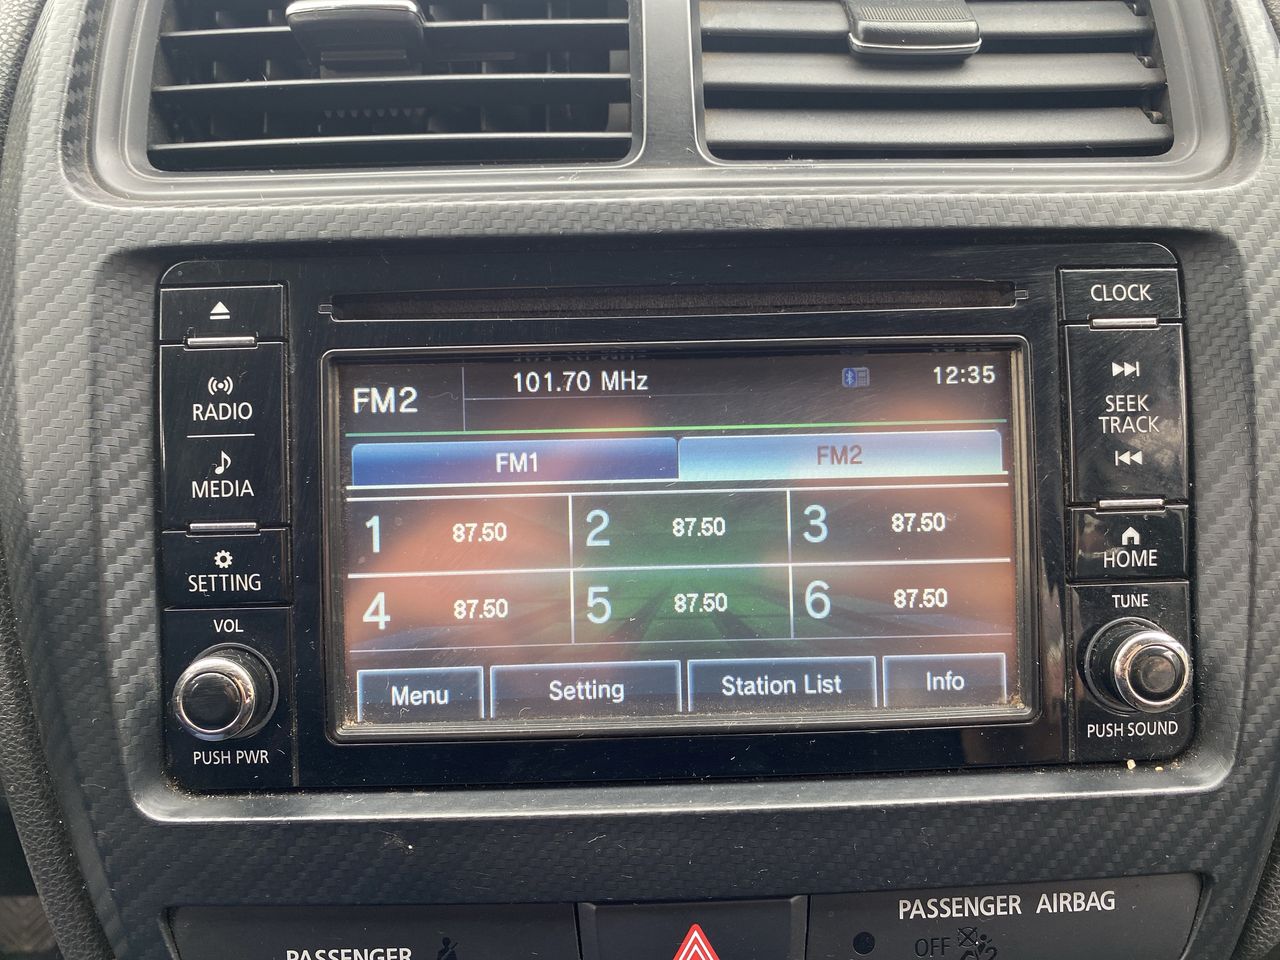 CLOCK
RADIO
MEDIA
SETTING
VOL
PUSH PWR
FM2
101.70 MHz
12:35
FM1
FM2
1 87.50
2 87.50
3 87.50
4 87.50
5 87.50
6 87.50
Menu
Setting
Station List
Info
SEEK
TRACK
HOME
TUNE
PUSH SOUND
PASSENGER AIRBAG
OFF
PASSENGER